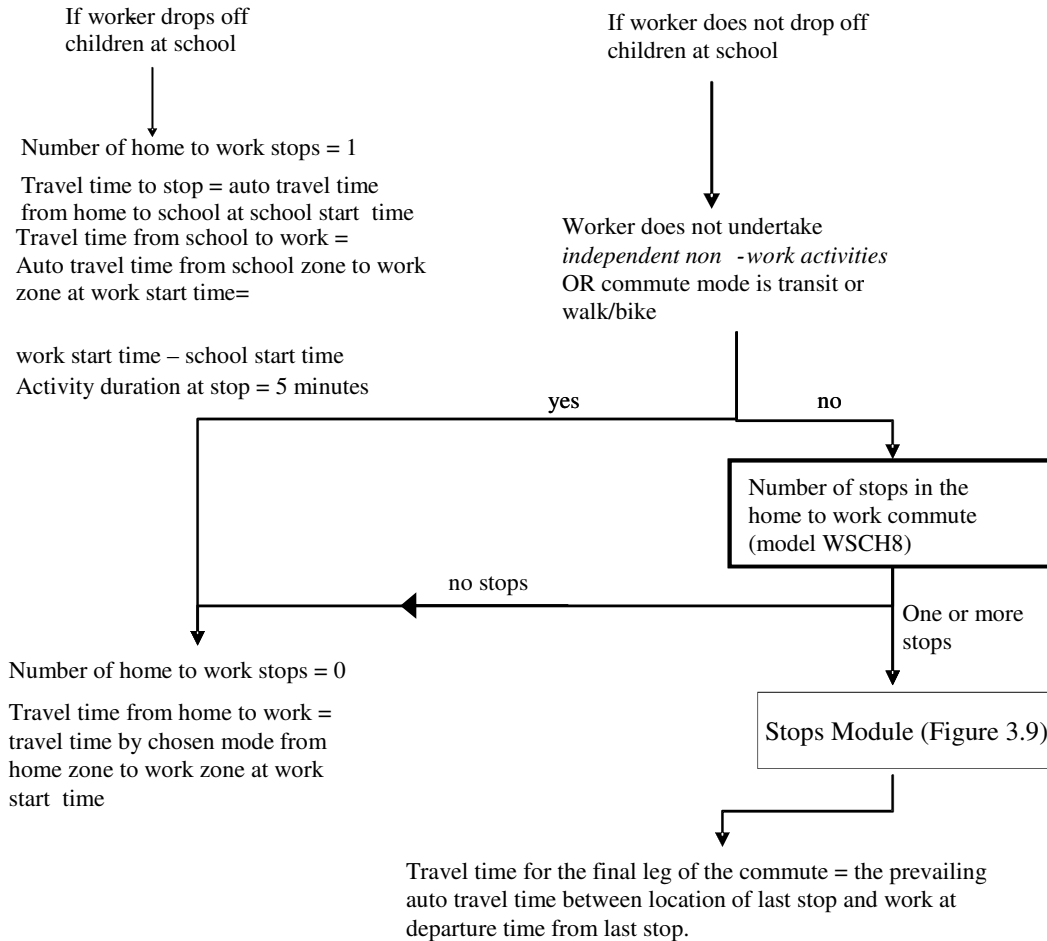 If worker drops off
children at school
If worker does not drop off
children at school
Number of home to work stops = 1
Travel time to stop = auto travel time
from home to school at school start time
Travel time from school to work =
Auto travel time from school zone to work
zone at work start time=
work start time – school start time
Activity duration at stop = 5 minutes
Worker does not undertake
independent non -work activities
OR commute mode is transit or
walk/bike
yes
no
Number of stops in the
home to work commute
(model WSCH8)
no stops
One or more
stops
Number of home to work stops = 0
Travel time from home to work =
travel time by chosen mode from
home zone to work zone at work
start time
Stops Module (Figure 3.9)
Travel time for the final leg of the commute = the prevailing
auto travel time between location of last stop and work at
departure time from last stop.